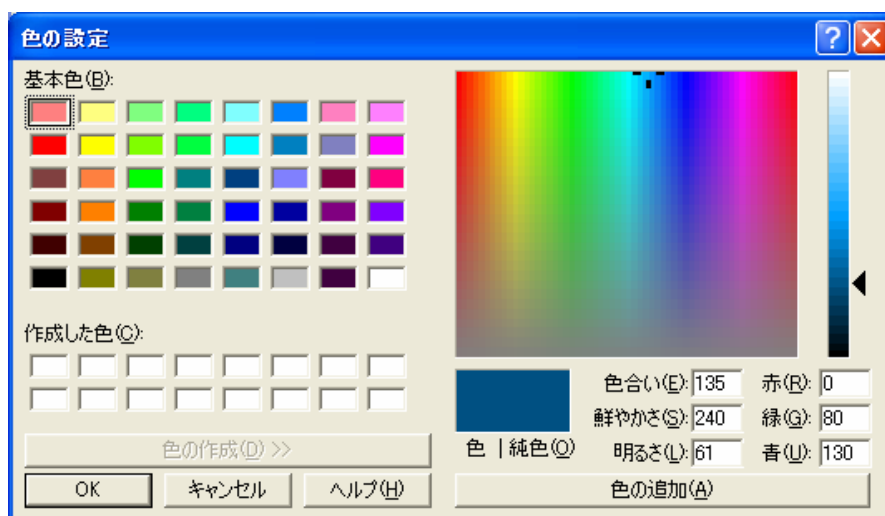 色の設定
基本色(B):
作成した色(C):
色の作成(D) >>
OK キャンセル ヘルプ(H)
色 | 純色(O)
色合い(E): 135 赤(R): 0
鮮やかさ(S): 240 緑(G): 80
明るさ(L): 61 青(U): 130
色の追加(A)